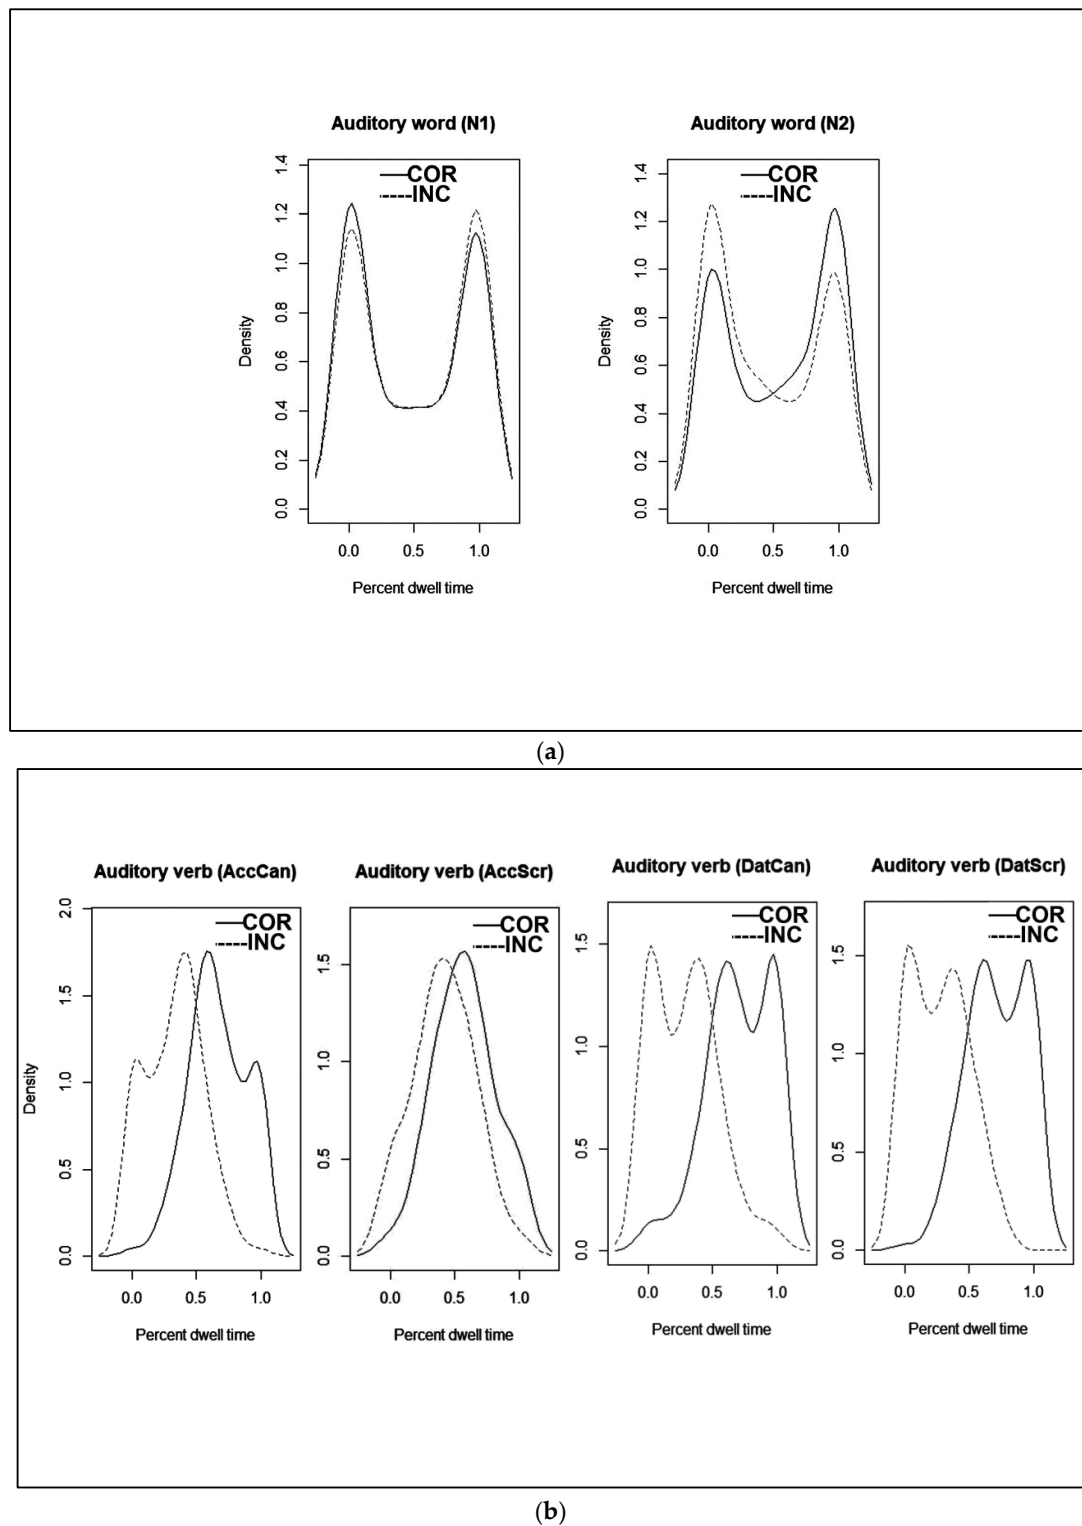 Auditory word (N1)
COR
INC
1.4
1.2
1.0
0.8
0.6
0.4
0.2
0.0
Density
0.0 0.5 1.0
Percent dwell time
Auditory word (N2)
COR
INC
1.4
1.2
1.0
0.8
0.6
0.4
0.2
0.0
Density
0.0 0.5 1.0
Percent dwell time
(a)
Auditory verb (AccCan)
COR
INC
2.0
1.5
1.0
0.5
0.0
Density
0.0 0.5 1.0
Percent dwell time
Auditory verb (AccScr)
COR
INC
1.5
1.0
0.5
0.0
0.0 0.5 1.0
Percent dwell time
Auditory verb (DatCan)
COR
INC
1.5
1.0
0.5
0.0
0.0 0.5 1.0
Percent dwell time
Auditory verb (DatScr)
COR
INC
1.5
1.0
0.5
0.0
0.0 0.5 1.0
Percent dwell time
(b)